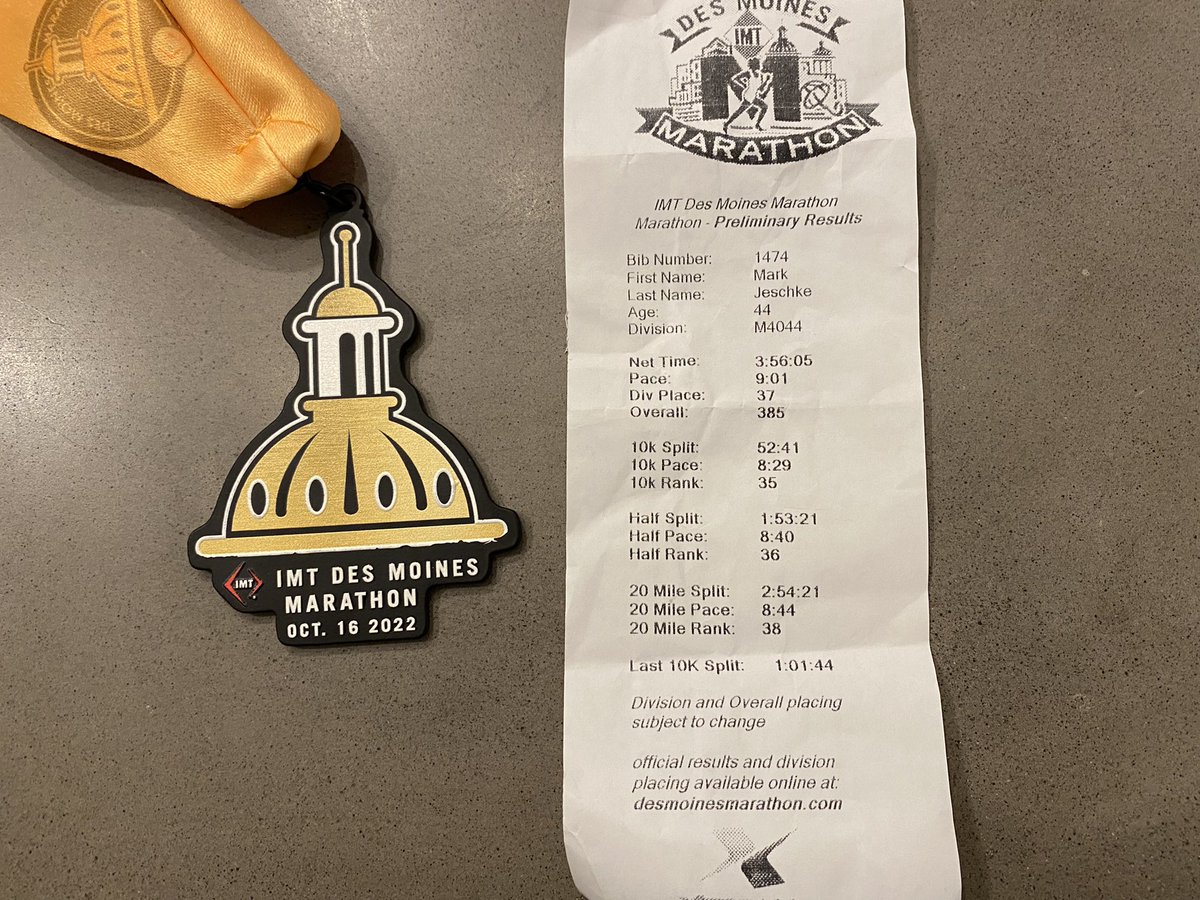 IMT
IMT DES MOINES
MARATHON
OCT. 16 2022
DES MOINES
IMT
MARATHON
IMT Des Moines Marathon
Marathon - Preliminary Results
Bib Number: 1474
First Name: Mark
Last Name: Jeschke
Age: 44
Division: M4044
Net Time: 3:56:05
Pace: 9:01
Div Place: 37
Overall: 385
10k Split: 52:41
10k Pace: 8:29
10k Rank: 35
Half Split: 1:53:21
Half Pace: 8:40
Half Rank: 36
20 Mile Split: 2:54:21
20 Mile Pace: 8:44
20 Mile Rank: 38
Last 10K Split: 1:01:44
Division and Overall placing
subject to change
official results and division
placing available online at:
desmoinesmarathon.com